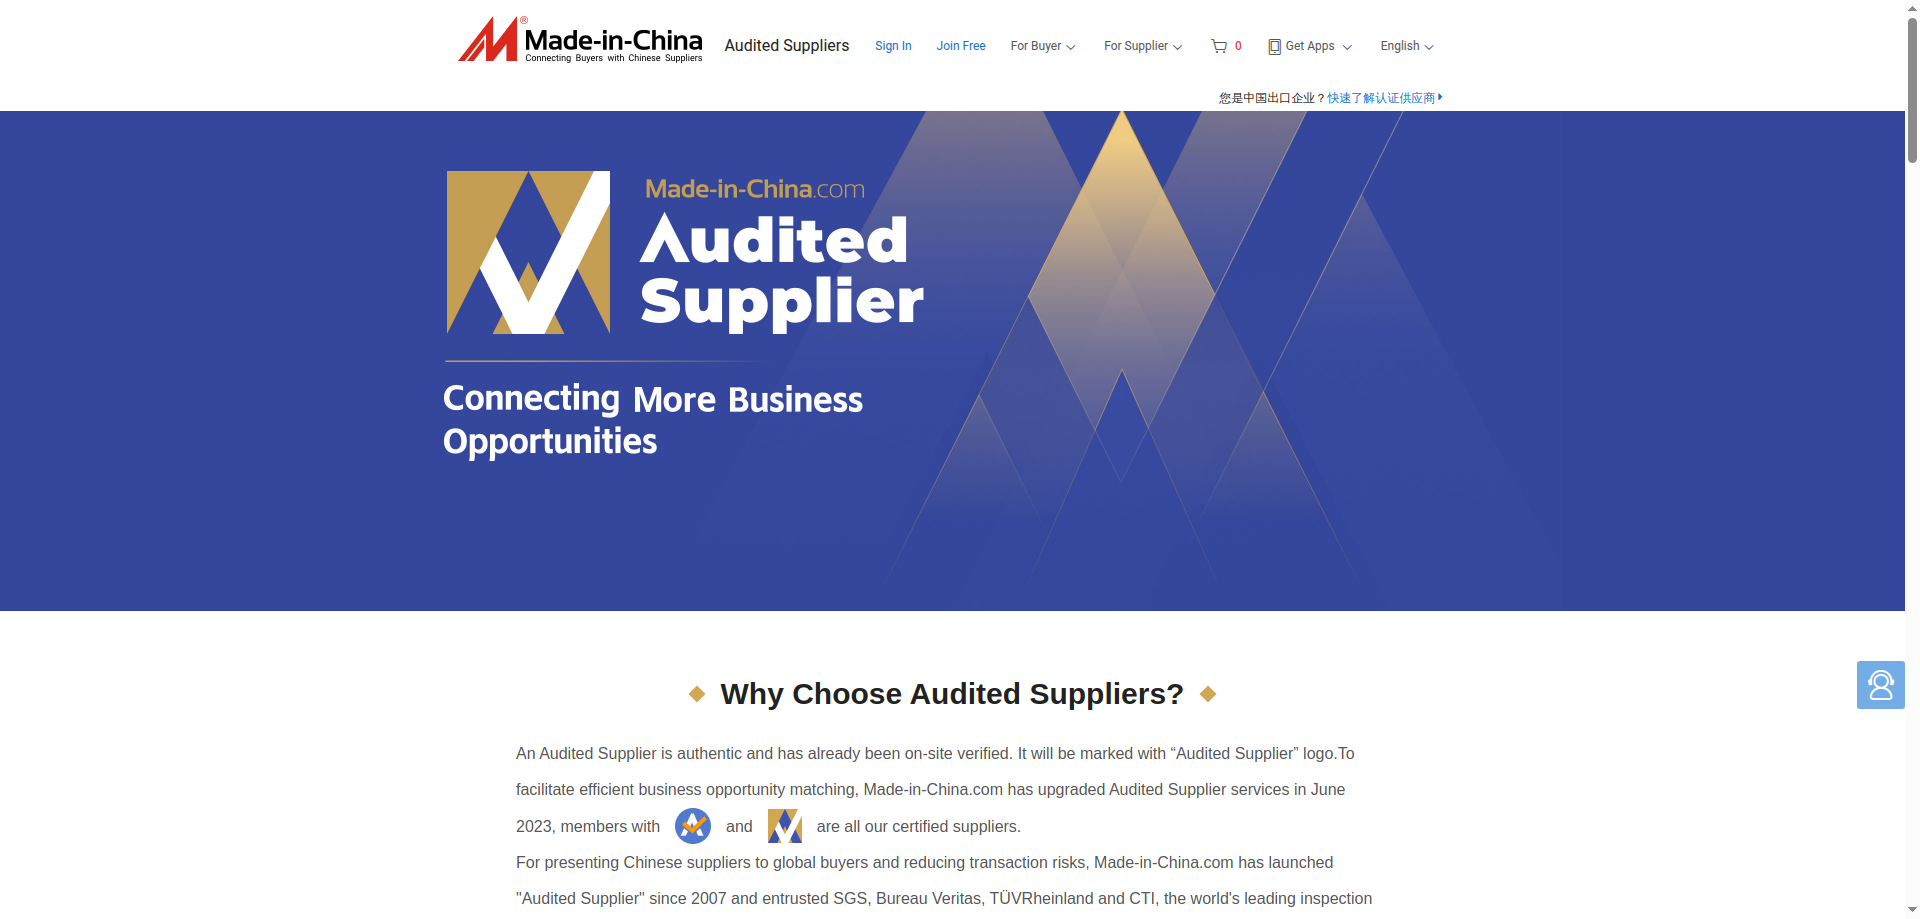 Made-in-China®
Connecting Buyers with Chinese Suppliers
Audited Suppliers
Sign In
Join Free
For Buyer
For Supplier
0
Get Apps
English
您是中国出口企业？快速了解认证供应商
Made-in-China.com
Audited
Supplier
Connecting More Business
Opportunities
Why Choose Audited Suppliers?
An Audited Supplier is authentic and has already been on-site verified. It will be marked with “Audited Supplier” logo.To
facilitate efficient business opportunity matching, Made-in-China.com has upgraded Audited Supplier services in June
2023, members with and are all our certified suppliers.
For presenting Chinese suppliers to global buyers and reducing transaction risks, Made-in-China.com has launched
"Audited Supplier" since 2007 and entrusted SGS, Bureau Veritas, TÜVRheinland and CTI, the world's leading inspection